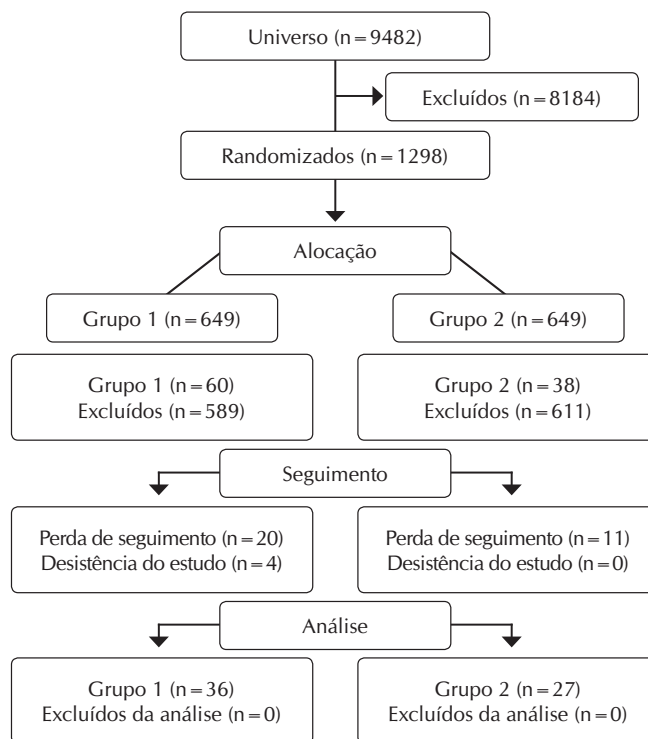 Universo (n=9482)
Excluídos (n=8184)
Randomizados (n=1298)
Alocação
Grupo 1 (n=649)
Grupo 2 (n=649)
Grupo 1 (n=60)
Excluídos (n=589)
Grupo 2 (n=38)
Excluídos (n=611)
Seguimento
Perda de seguimento (n=20)
Desistência do estudo (n=4)
Perda de seguimento (n=11)
Desistência do estudo (n=0)
Análise
Grupo 1 (n=36)
Excluídos da análise (n=0)
Grupo 2 (n=27)
Excluídos da análise (n=0)